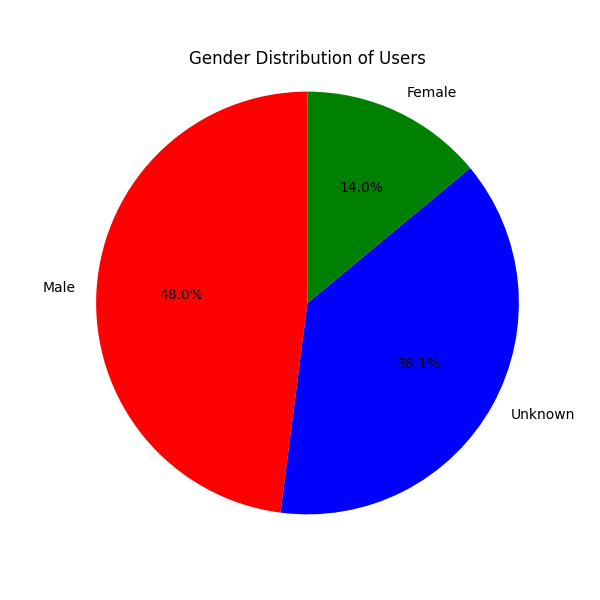 Gender Distribution of Users
Female
14.0%
Male
48.0%
38.1%
Unknown